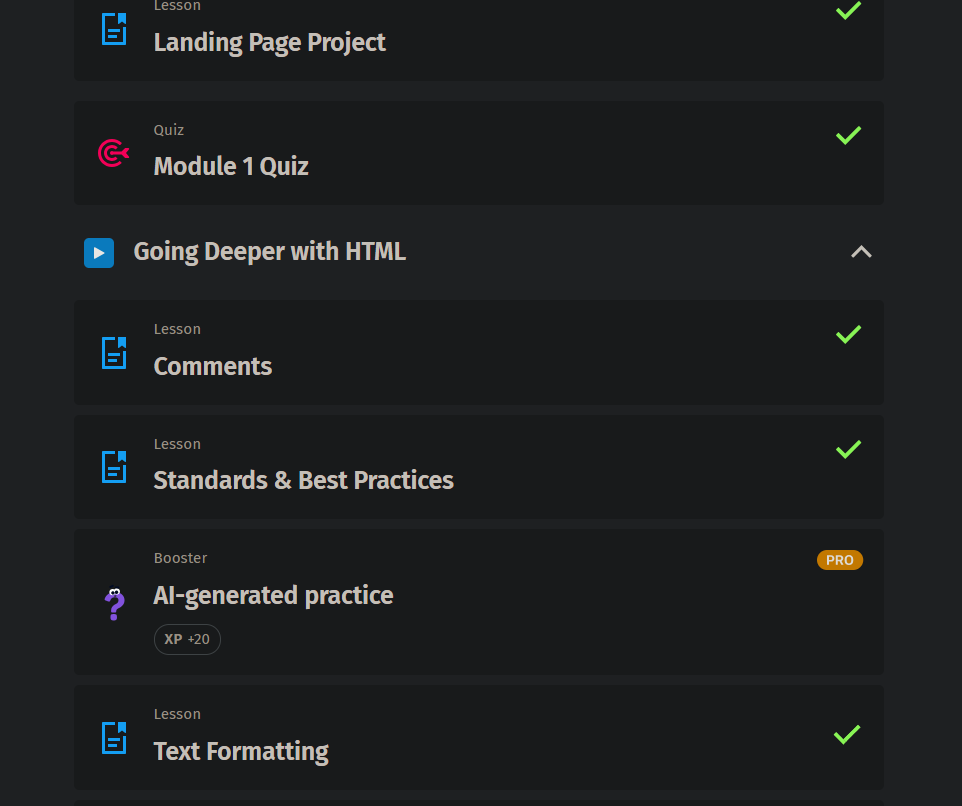 Lesson
Landing Page Project
Quiz
Module 1 Quiz
Going Deeper with HTML
Lesson
Comments
Lesson
Standards & Best Practices
Booster
PRO
AI-generated practice
XP +20
Lesson
Text Formatting